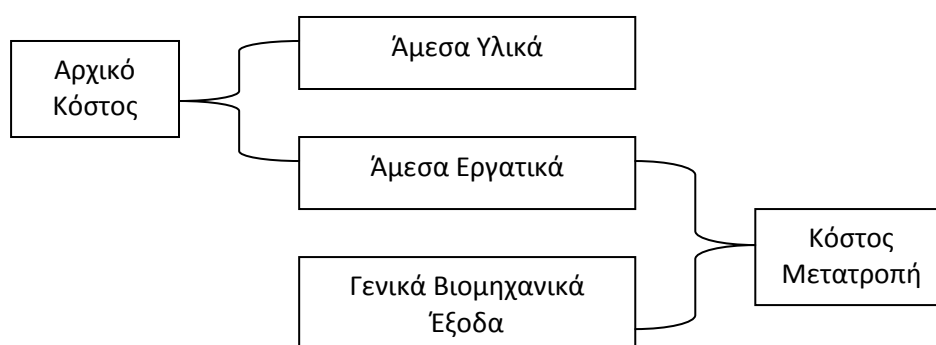 Αρχικό
Κόστος
Άμεσα Υλικά
Άμεσα Εργατικά
Γενικά Βιομηχανικά
Έξοδα
Κόστος
Μετατροπή